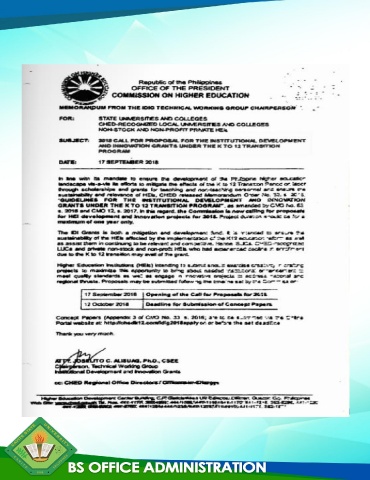 Republic of the Philippines
OFFICE OF THE PRESIDENT
COMMISSION ON HIGHER EDUCATION
MEMORANDUM FROM THE IDIG TECHNICAL WORKING GROUP CHAIRPERSON
FOR: STATE UNIVERSITIES AND COLLEGES
CHED-RECOGNIZED LOCAL UNIVERSITIES AND COLLEGES
NON-STOCK AND NON-PROFIT PRIVATE HEIs
SUBJECT: 2018 CALL FOR PROPOSAL FOR THE INSTITUTIONAL DEVELOPMENT
AND INNOVATION GRANTS UNDER THE K TO 12 TRANSITION
PROGRAM
DATE: 17 SEPTEMBER 2018
In line with its mandate to ensure the development of the Philippine higher education
landscape vis-a-vis its efforts to mitigate the effects of the K to 12 Transition Period on labor
through scholarships and grants for teaching and non-teaching personnel and ensure the
sustainability and relevance of HEIs, CHED released Memorandum Order No. 33, s. 2016,
"GUIDELINES FOR THE INSTITUTIONAL DEVELOPMENT AND INNOVATION
GRANTS UNDER THE K TO 12 TRANSITION PROGRAM", as amended by CMO No.
s. 2016 and CMO 12, s. 2017. In this regard, the Commission is now calling for proposals
for HEI development and innovation projects for 2018. Project duration should be for a
maximum of one year only.
The IDI Grants is both a mitigation and development fund. It is intended to ensure the
sustainability of the HEIs affected by the implementation of the K12 education reform as well
as assist them in continuing to be relevant and competitive. Hence, SUCs, CHED-recognized
LUCs and private non-stock and non-profit HEIs who had experienced decline in enrolment
due to the K to 12 transition may avail of the grant.
Higher Education Institutions (HEIs) intending to submit should exercise creativity in crafting
projects to maximize this opportunity to bring about needed institutional enhancement to
meet quality standards as well as engage in innovative projects to address national and
regional thrusts. Proposals may be submitted following the timeline set by the Commission:
17 September 2018 Opening of the Call for Proposals for 2018
12 October 2018 Deadline for Submission of Concept Papers
Concept Papers (Appendix of CMO No. 33, s. 2016) are to be submitted via the Online
Portal website at on or before the set deadline
Thank you very much.
ATTY. JOSELITO C. ALISUAG, PhD., CSEE
Chairperson, Technical Working Group
Institutional Development and Innovation Grants
cc: CHED Regional Office Directors / Officers-in-Charge
Higher Education Development Center Building, C.P. Garcia Ave., UP Diliman, Quezon City, Philippines
BS OFFICE ADMINISTRATION